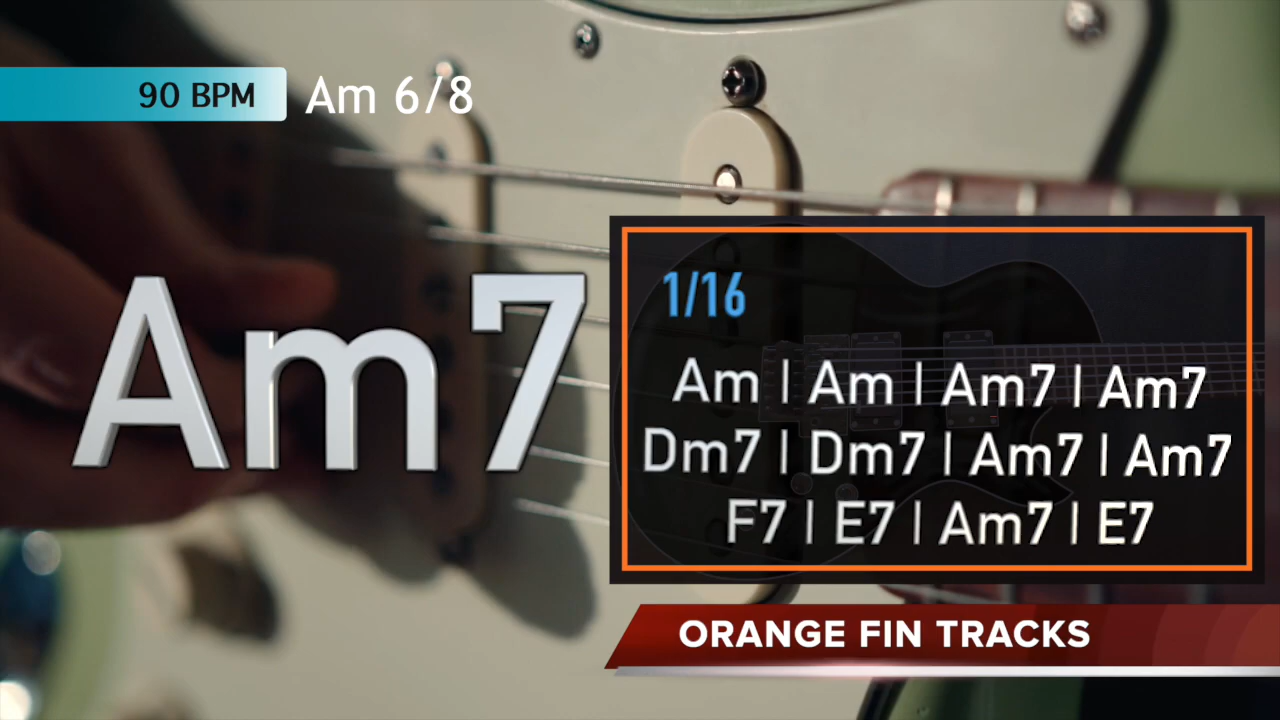 90 BPM Am 6/8
Am7
1/16
Am | Am | Am7 | Am7
Dm7 | Dm7 | Am7 | Am7
F7 | E7 | Am7 | E7
ORANGE FIN TRACKS